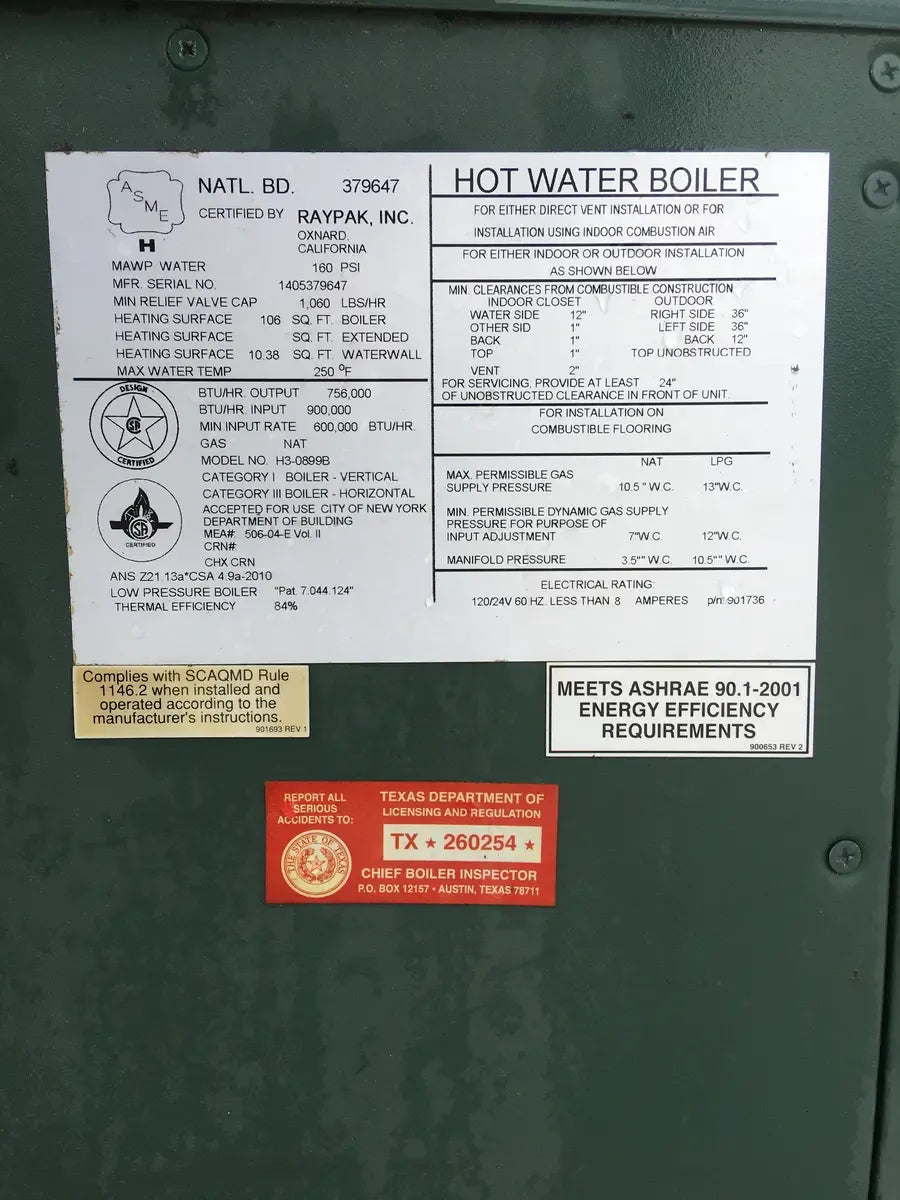 ASME
H
NATL. BD. 379647
CERTIFIED BY RAYPAK, INC.
OXNARD,
CALIFORNIA
MAWP WATER 160 PSI
MFR. SERIAL NO. 1405379647
MIN RELIEF VALVE CAP 1,060 LBS/HR
HEATING SURFACE 106 SQ. FT. BOILER
HEATING SURFACE SQ. FT. EXTENDED
HEATING SURFACE 10.38 SQ. FT. WATERWALL
MAX WATER TEMP 250 °F
DESIGN
CERTIFIED
BTU/HR. OUTPUT 756,000
BTU/HR. INPUT 900,000
MIN INPUT RATE 600,000 BTU/HR.
GAS NAT
MODEL NO. H3-0899B
CATEGORY I BOILER - VERTICAL
CATEGORY III BOILER - HORIZONTAL
ACCEPTED FOR USE CITY OF NEW YORK
DEPARTMENT OF BUILDING
MEA#: 506-04-E Vol. II
CRN#:
CHX CRN
CERTIFIED
ANS Z21.13a*CSA 4.9a-2010
LOW PRESSURE BOILER "Pat. 7.044.124"
THERMAL EFFICIENCY 84%
HOT WATER BOILER
FOR EITHER DIRECT VENT INSTALLATION OR FOR
INSTALLATION USING INDOOR COMBUSTION AIR
FOR EITHER INDOOR OR OUTDOOR INSTALLATION
AS SHOWN BELOW
MIN. CLEARANCES FROM COMBUSTIBLE CONSTRUCTION
INDOOR CLOSET OUTDOOR
WATER SIDE 12" RIGHT SIDE 36"
OTHER SID 1" LEFT SIDE 36"
BACK 1" BACK 12"
TOP 1" TOP UNOBSTRUCTED
VENT 2"
FOR SERVICING, PROVIDE AT LEAST 24"
OF UNOBSTRUCTED CLEARANCE IN FRONT OF UNIT.
FOR INSTALLATION ON
COMBUSTIBLE FLOORING
NAT LPG
MAX. PERMISSIBLE GAS
SUPPLY PRESSURE 10.5 " W.C. 13"W.C.
MIN. PERMISSIBLE DYNAMIC GAS SUPPLY
PRESSURE FOR PURPOSE OF
INPUT ADJUSTMENT 7"W.C. 12"W.C.
MANIFOLD PRESSURE 3.5"" W.C. 10.5"" W.C.
ELECTRICAL RATING:
120/24V 60 HZ. LESS THAN 8 AMPERES p/n: 901736
Complies with SCAQMD Rule
1146.2 when installed and
operated according to the
manufacturer's instructions.
901693 REV 1
MEETS ASHRAE 90.1-2001
ENERGY EFFICIENCY
REQUIREMENTS
900653 REV 2
REPORT ALL
SERIOUS
ACCIDENTS TO:
THE STATE OF TEXAS
TEXAS DEPARTMENT OF
LICENSING AND REGULATION
TX ★ 260254 ★
CHIEF BOILER INSPECTOR
P.O. BOX 12157 • AUSTIN, TEXAS 78711